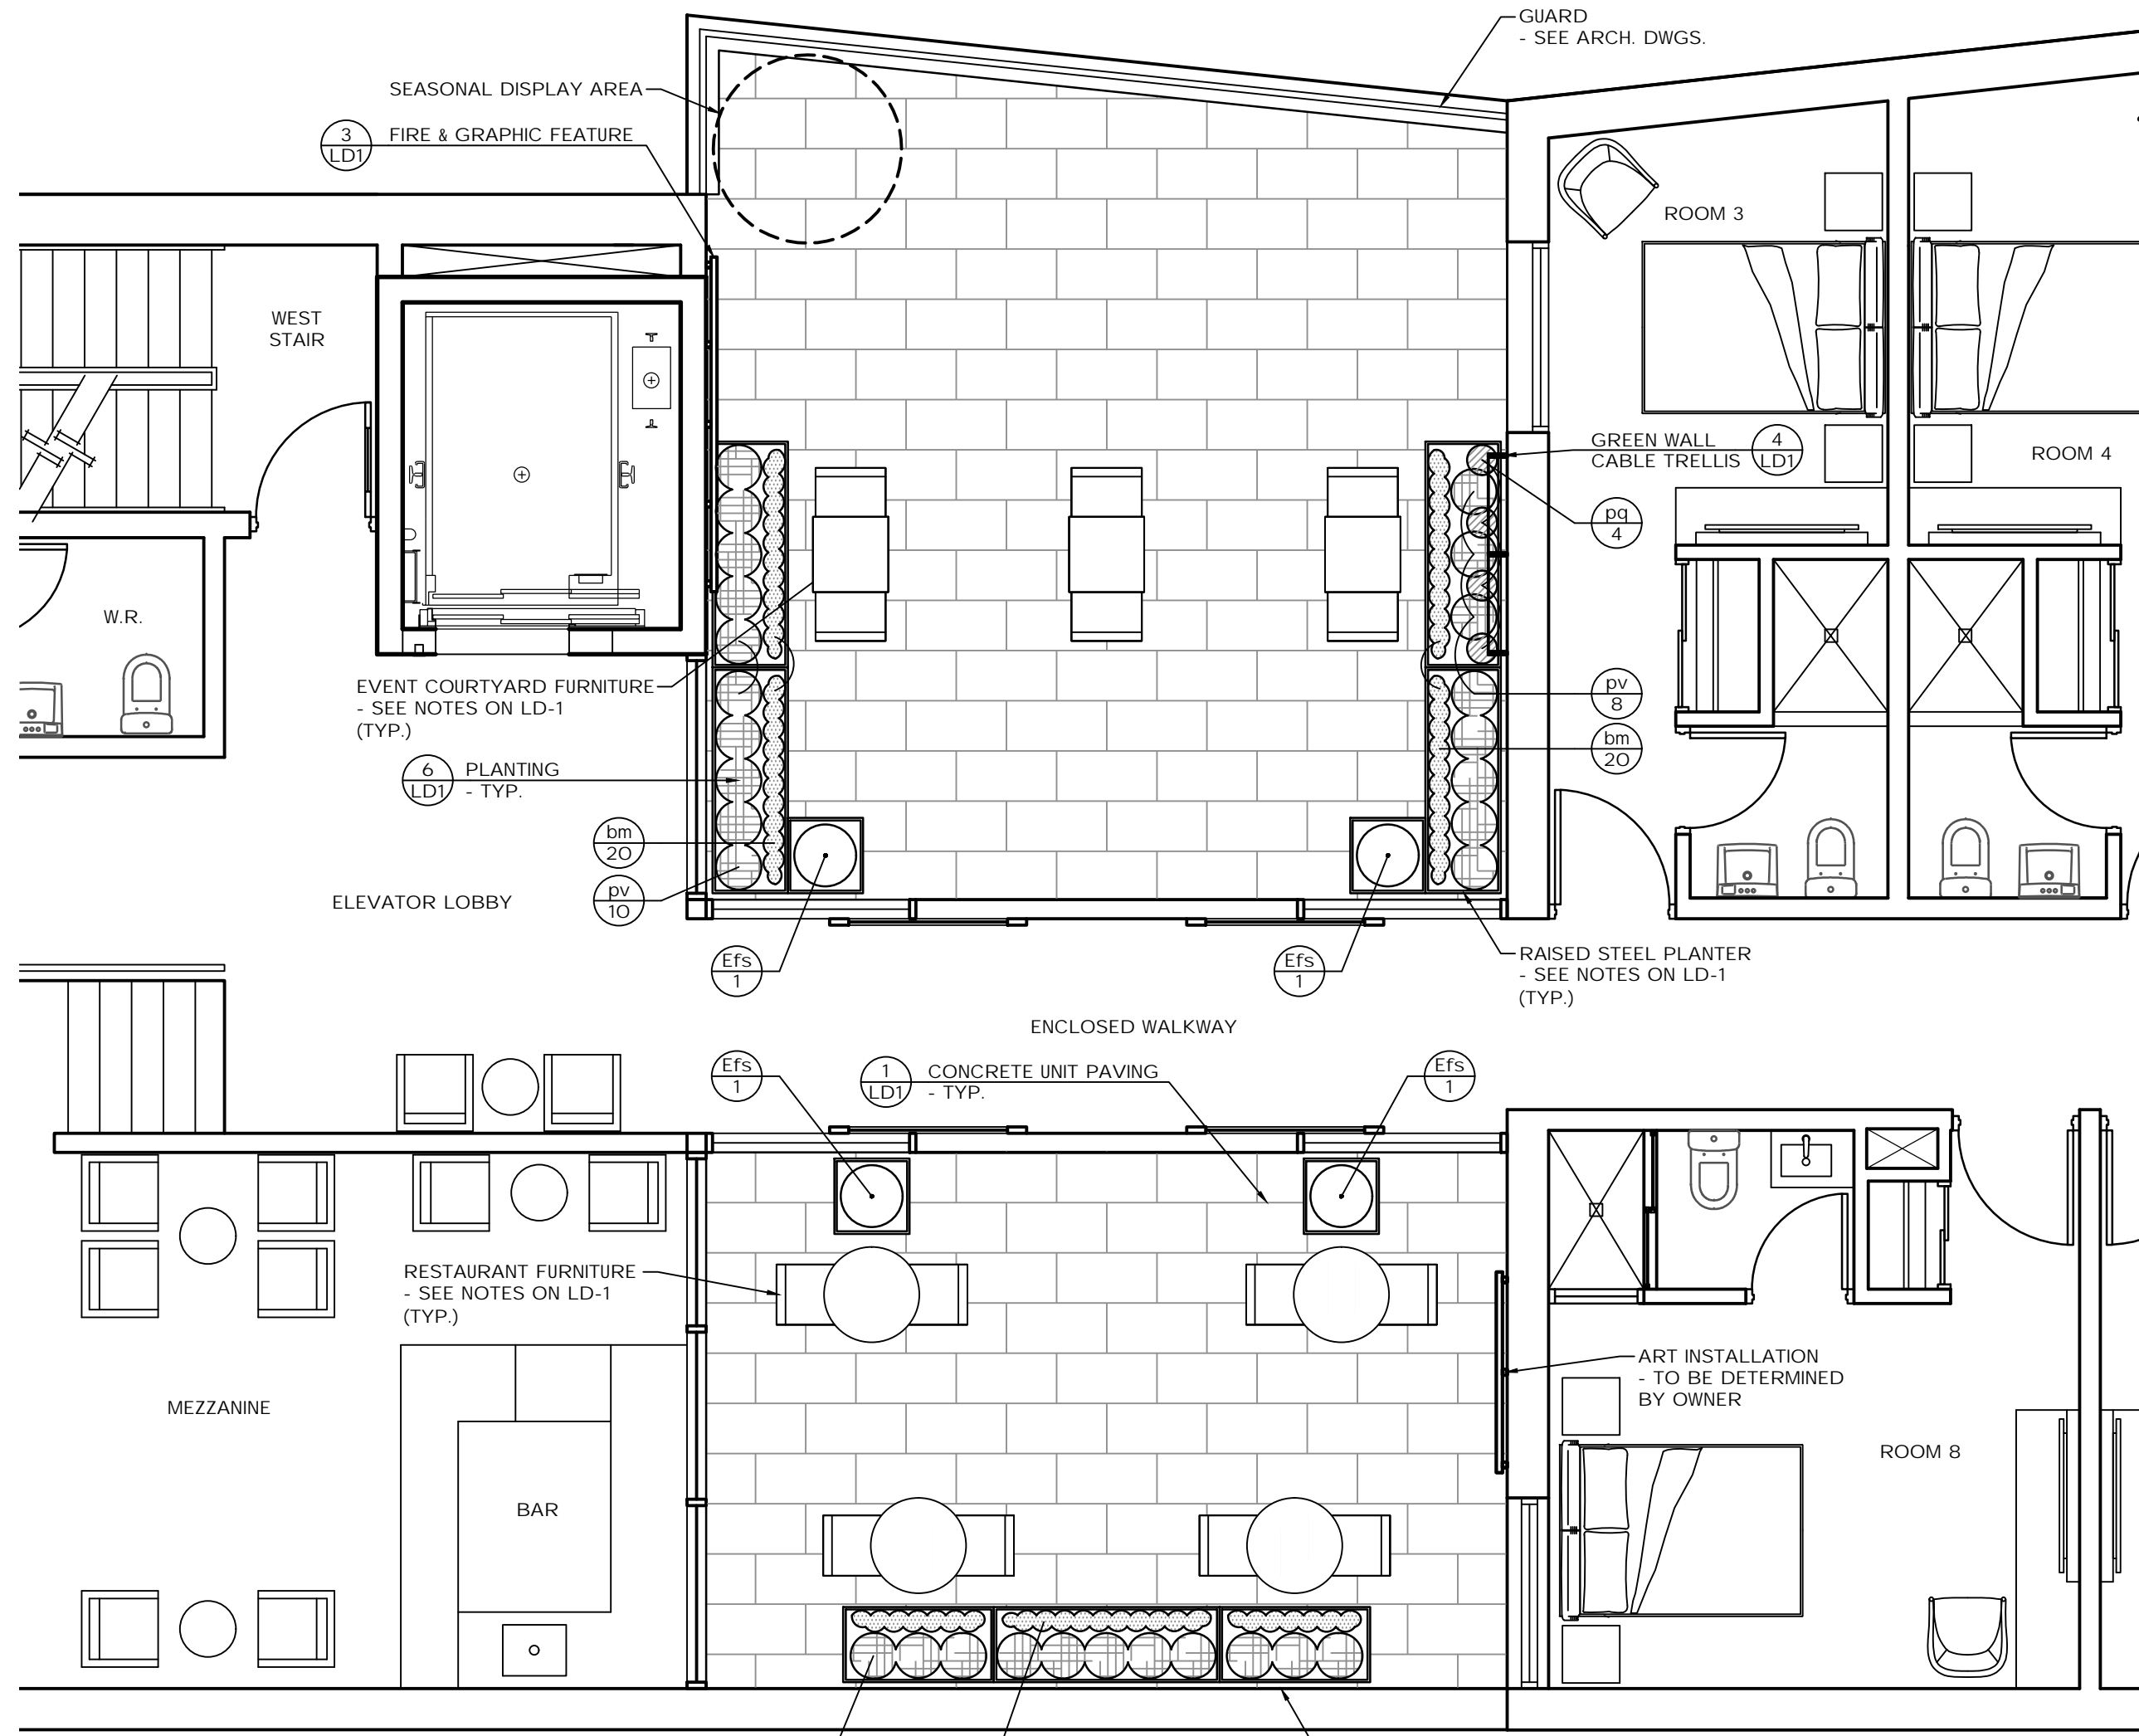 GUARD
- SEE ARCH. DWGS.
SEASONAL DISPLAY AREA
3
LD1
FIRE & GRAPHIC FEATURE
ROOM 3
WEST
STAIR
GREEN WALL
CABLE TRELLIS
4
LD1
ROOM 4
pq
4
W.R.
EVENT COURTYARD FURNITURE
- SEE NOTES ON LD-1
(TYP.)
pv
8
bm
20
6
LD1
PLANTING
- TYP.
bm
20
pv
10
ELEVATOR LOBBY
Efs
1
Efs
1
RAISED STEEL PLANTER
- SEE NOTES ON LD-1
(TYP.)
ENCLOSED WALKWAY
Efs
1
1
LD1
CONCRETE UNIT PAVING
- TYP.
Efs
1
RESTAURANT FURNITURE
- SEE NOTES ON LD-1
(TYP.)
ART INSTALLATION
- TO BE DETERMINED
BY OWNER
MEZZANINE
ROOM 8
BAR